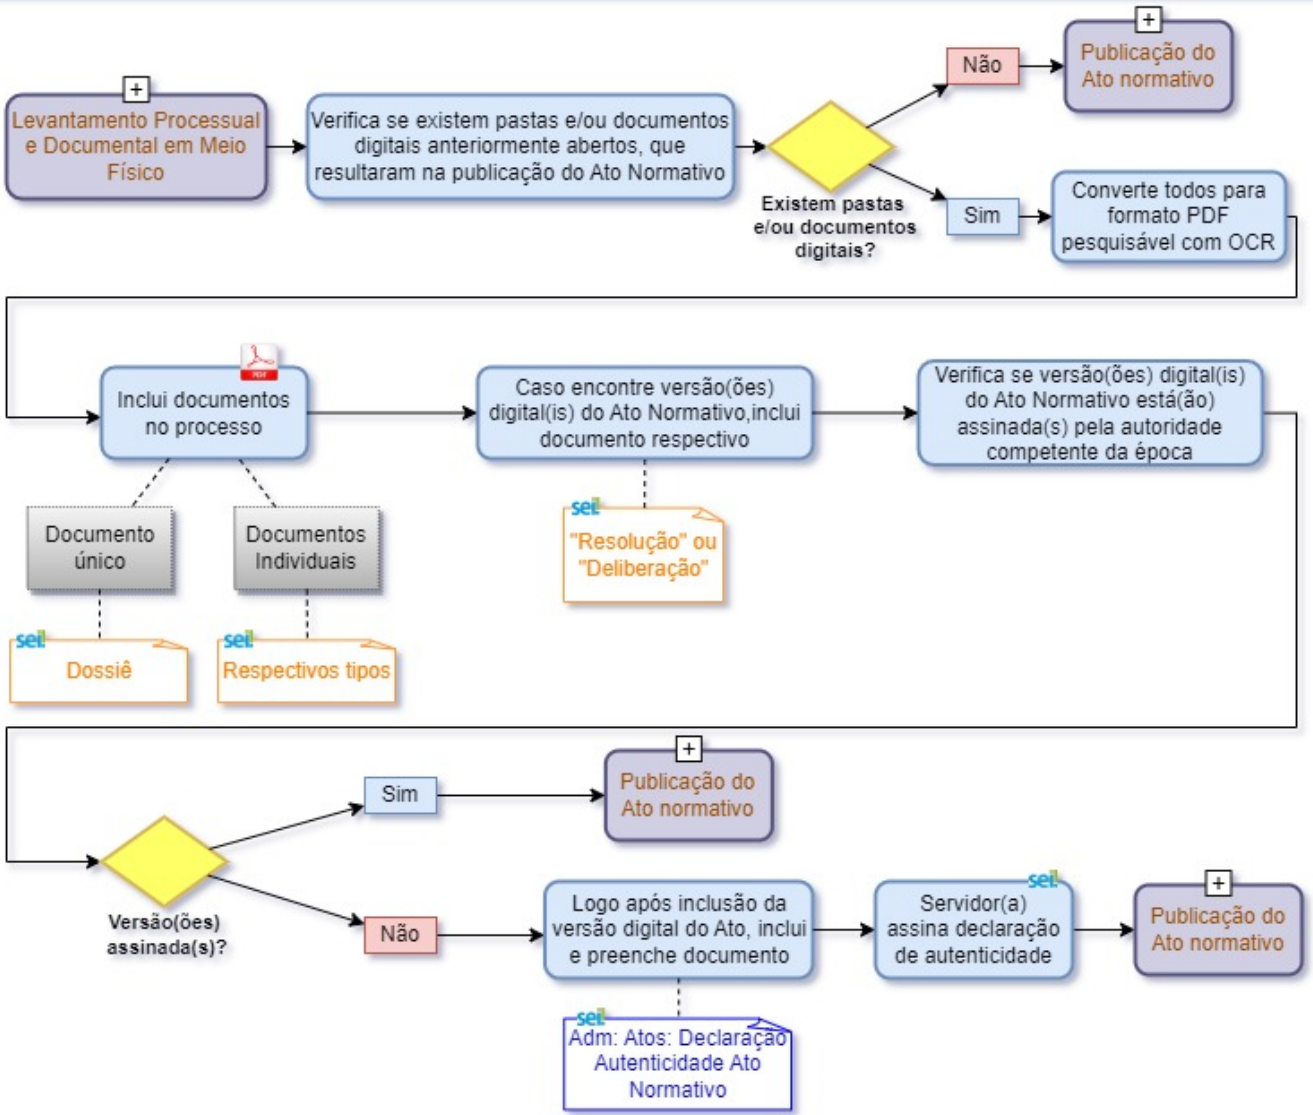 +
Levantamento Processual
e Documental em Meio
Físico
Verifica se existem pastas e/ou documentos
digitais anteriormente abertos, que
resultaram na publicação do Ato Normativo
Existem pastas
e/ou documentos
digitais?
Não
+
Publicação do
Ato normativo
Sim
Converte todos para
formato PDF
pesquisável com OCR
PDF
Inclui documentos
no processo
Caso encontre versão(ões)
digital(is) do Ato Normativo,inclui
documento respectivo
Verifica se versão(ões) digital(is)
do Ato Normativo está(ão)
assinada(s) pela autoridade
competente da época
Documento
único
Documentos
Individuais
sei!
Dossiê
sei!
Respectivos tipos
sei!
"Resolução" ou
"Deliberação"
Versão(ões)
assinada(s)?
Sim
+
Publicação do
Ato normativo
Não
Logo após inclusão da
versão digital do Ato, inclui
e preenche documento
sei!
Servidor(a)
assina declaração
de autenticidade
+
Publicação do
Ato normativo
sei!
Adm: Atos: Declaração
Autenticidade Ato
Normativo